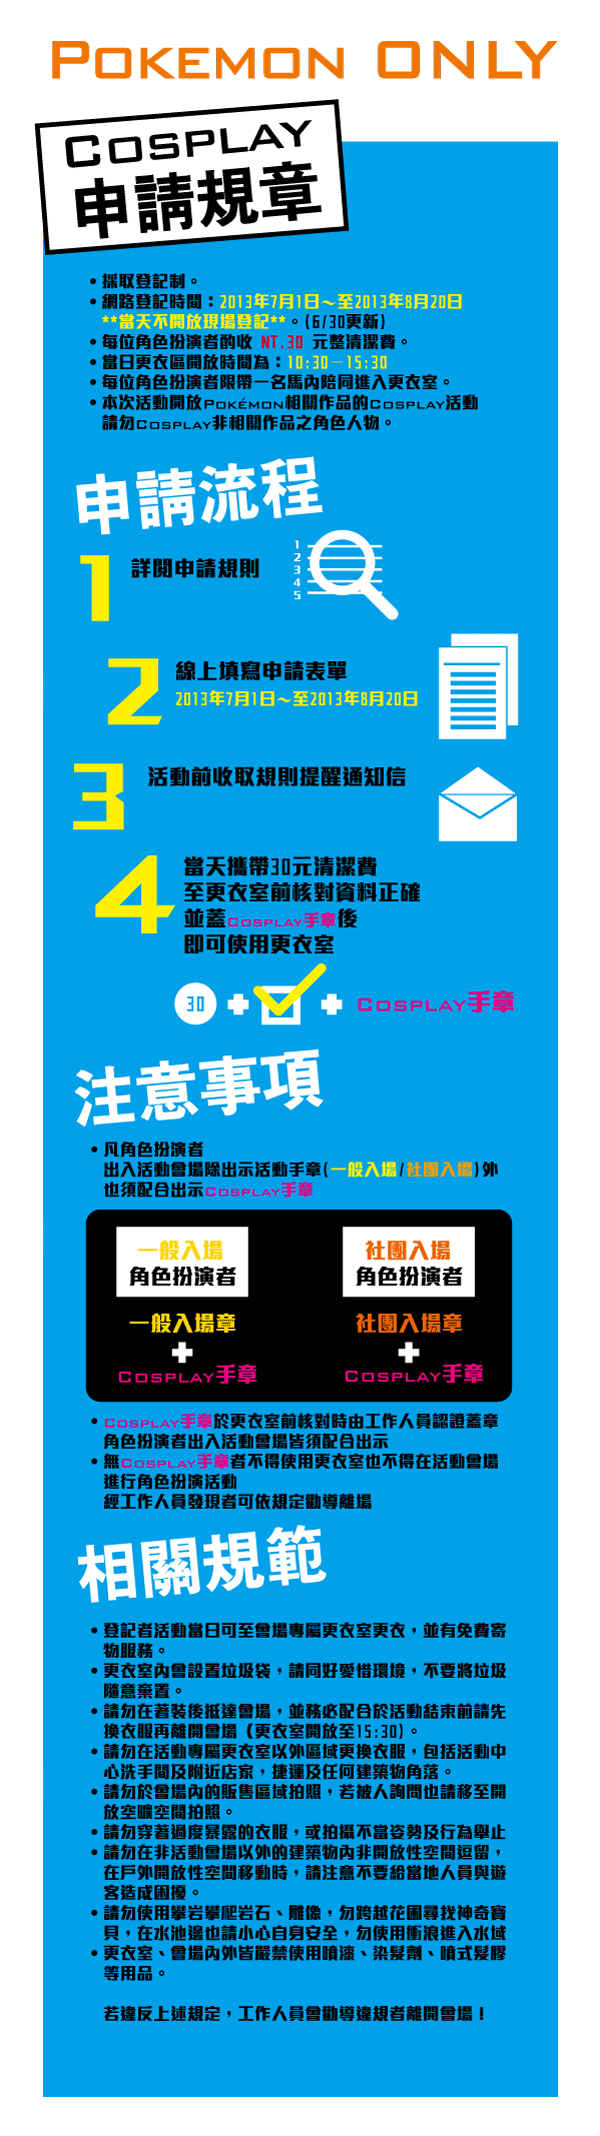 POKEMON ONLY
COSPLAY
申請規章
•採取登記制。
•網路登記時間：2013年7月1日～至2013年8月20日
**當天不開放現場登記**。(6/30更新)
•每位角色扮演者酌收 NT.30 元整清潔費。
•當日更衣區開放時間為：10:30－15:30
•每位角色扮演者限帶一名馬內陪同進入更衣室。
•本次活動開放POKÉMON相關作品的COSPLAY活動
請勿COSPLAY非相關作品之角色人物。
申請流程
1 詳閱申請規則
1
2
3
4
5
2 線上填寫申請表單
2013年7月1日～至2013年8月20日
3 活動前收取規則提醒通知信
4 當天攜帶30元清潔費
至更衣室前核對資料正確
並蓋COSPLAY手章後
即可使用更衣室
30 + + COSPLAY手章
注意事項
•凡角色扮演者
出入活動會場除出示活動手章(一般入場/社團入場)外
也須配合出示COSPLAY手章
一般入場 社團入場
角色扮演者 角色扮演者
一般入場章 社團入場章
+ +
COSPLAY手章 COSPLAY手章
•COSPLAY手章於更衣室前核對時由工作人員認證蓋章
角色扮演者出入活動會場皆須配合出示
•無COSPLAY手章者不得使用更衣室也不得在活動會場
進行角色扮演活動
經工作人員發現者可依規定勸導離場
相關規範
•登記者活動當日可至會場專屬更衣室更衣，並有免費寄
物服務。
•更衣室內會設置垃圾袋，請同好愛惜環境，不要將垃圾
隨意棄置。
•請勿在著裝後抵達會場，並務必配合於活動結束前請先
換衣服再離開會場（更衣室開放至15:30)。
•請勿在活動專屬更衣室以外區域更換衣服，包括活動中
心洗手間及附近店家，捷運及任何建築物角落。
•請勿於會場內的販售區域拍照，若被人詢問也請移至開
放空曠空間拍照。
•請勿穿著過度暴露的衣服，或拍攝不當姿勢及行為舉止
•請勿在非活動會場以外的建築物內非開放性空間逗留，
在戶外開放性空間移動時，請注意不要給當地人員與遊
客造成困擾。
•請勿使用攀岩攀爬岩石、雕像，勿跨越花圃尋找神奇寶
貝，在水池邊也請小心自身安全，勿使用衝浪進入水域
•更衣室、會場內外皆嚴禁使用噴漆、染髮劑、噴式髮膠
等用品。
若違反上述規定，工作人員會勸導違規者離開會場！